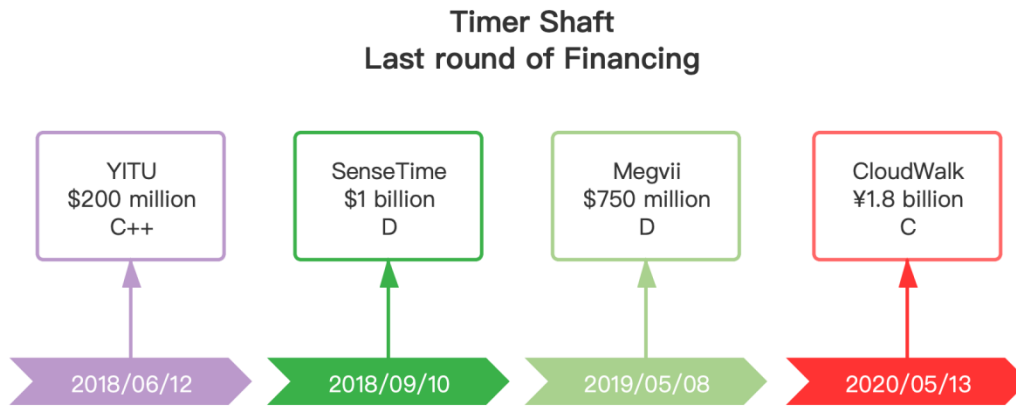 Timer Shaft
Last round of Financing
YITU
$200 million
C++
SenseTime
$1 billion
D
Megvii
$750 million
D
CloudWalk
¥1.8 billion
C
2018/06/12
2018/09/10
2019/05/08
2020/05/13